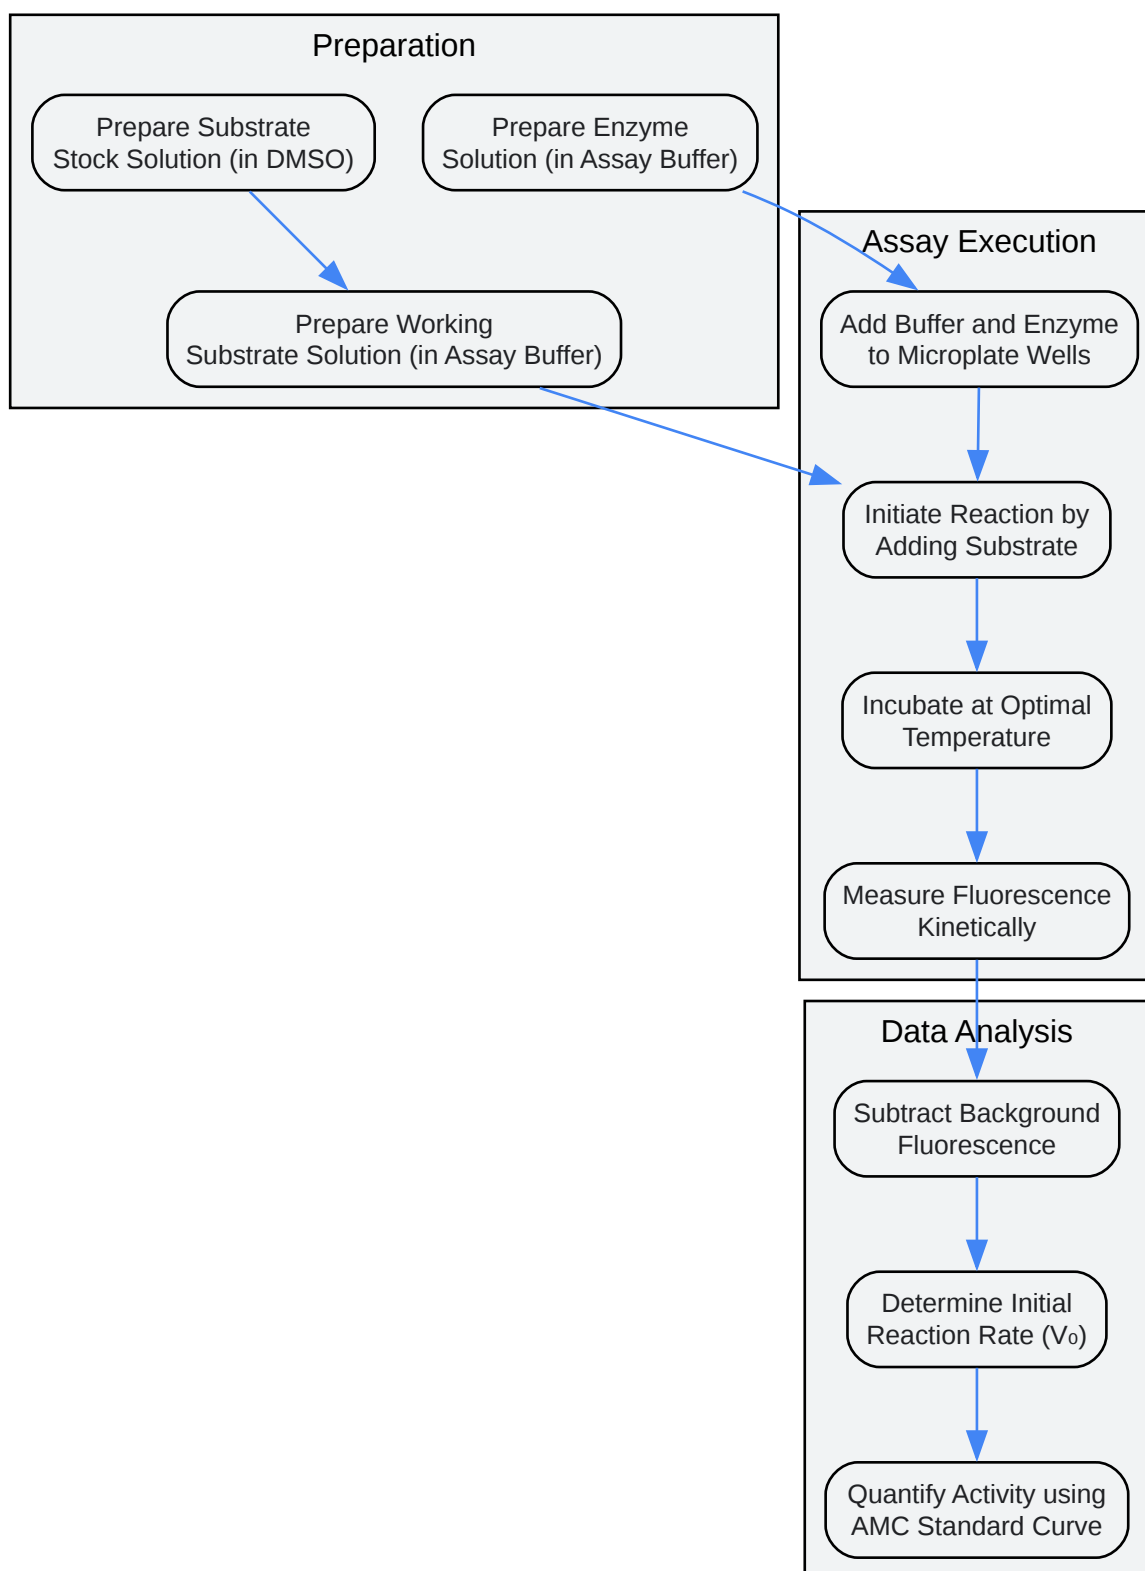 Preparation
Prepare Substrate
Stock Solution (in DMSO)
Prepare Enzyme
Solution (in Assay Buffer)
Prepare Working
Substrate Solution (in Assay Buffer)
Assay Execution
Add Buffer and Enzyme
to Microplate Wells
Initiate Reaction by
Adding Substrate
Incubate at Optimal
Temperature
Measure Fluorescence
Kinetically
Data Analysis
Subtract Background
Fluorescence
Determine Initial
Reaction Rate (V₀)
Quantify Activity using
AMC Standard Curve